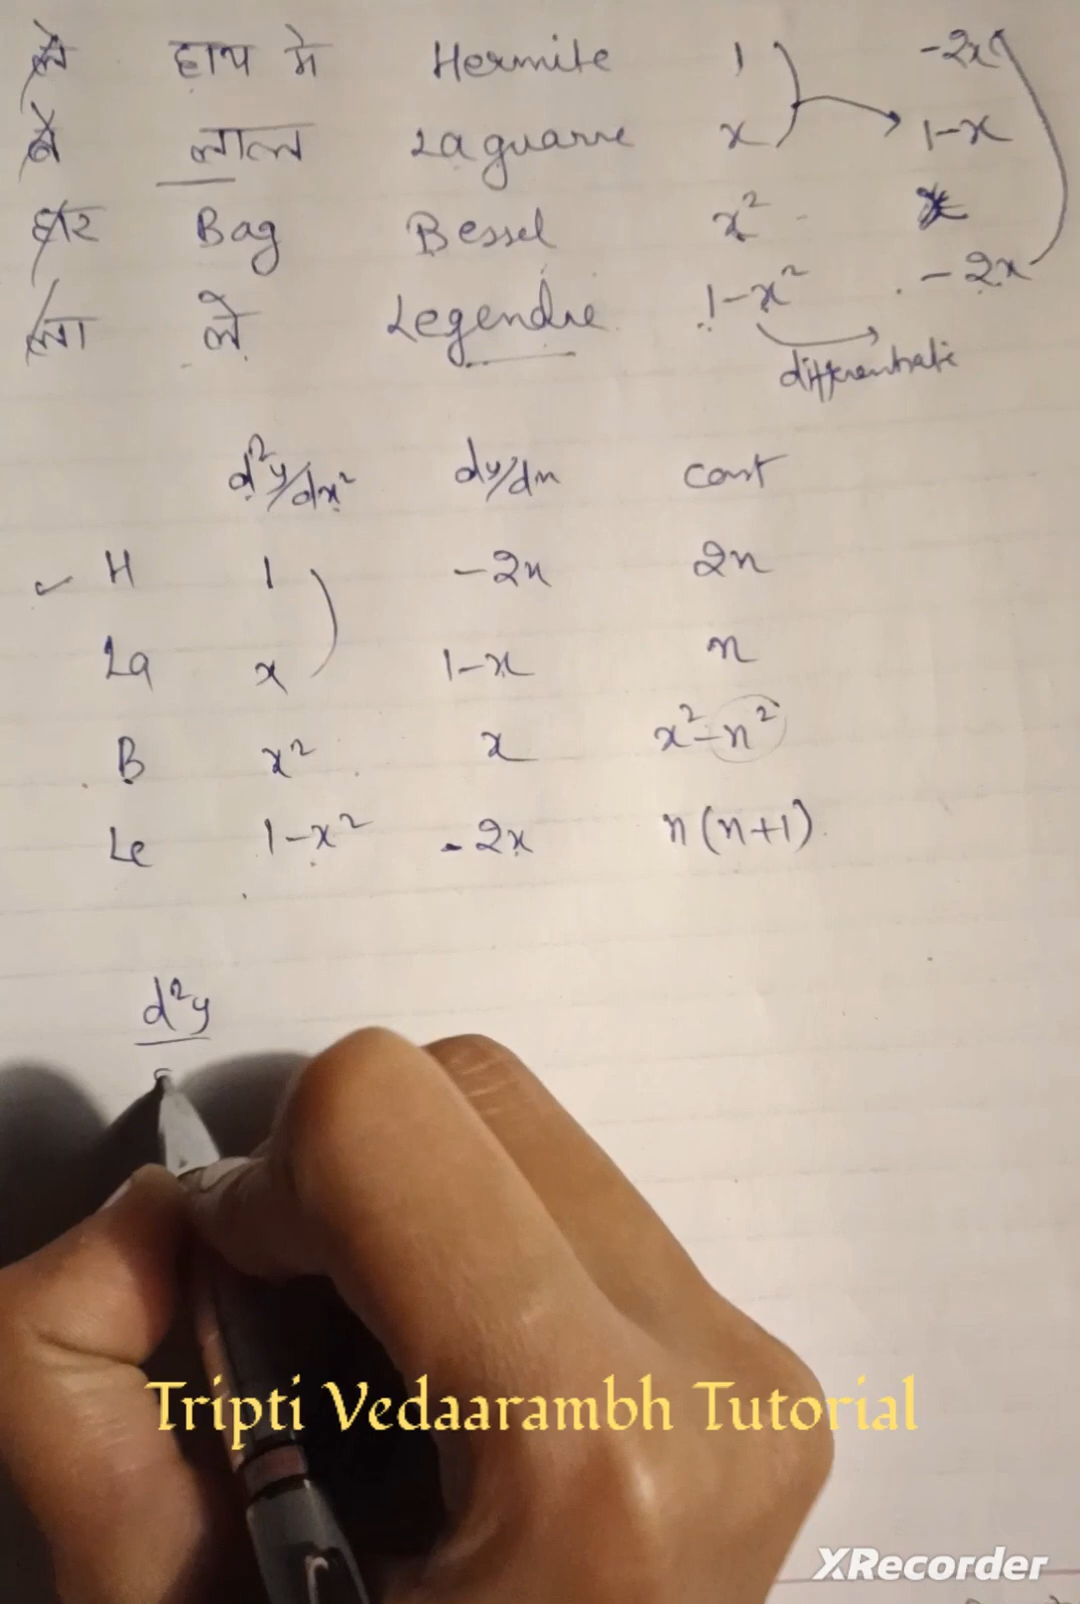 ले हाथ मे Hermite 1 -2x
बे लाल Laguarre x 1-x
हार Bag Bessel x² x
ला ले Legendre 1-x² -2x
differentiate
d²y/dx² dy/dx const
H 1 -2x 2n
La x 1-x n
B x² x x²-n²
Le 1-x² -2x n(n+1)
d²y
Tripti Vedaarambh Tutorial
XRecorder